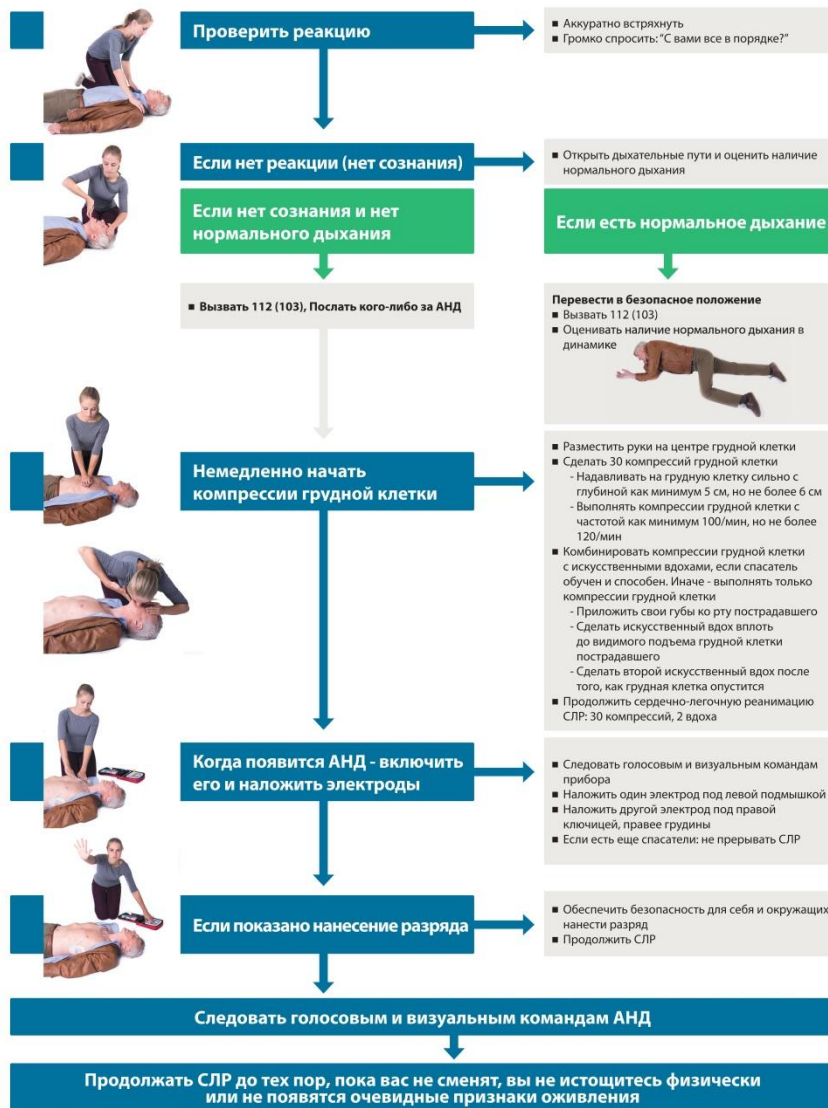 Проверить реакцию
■ Аккуратно встряхнуть
■ Громко спросить: "С вами все в порядке?"
Если нет реакции (нет сознания)
■ Открыть дыхательные пути и оценить наличие
нормального дыхания
Если нет сознания и нет
нормального дыхания
Если есть нормальное дыхание
■ Вызвать 112 (103), Послать кого-либо за АНД
Перевести в безопасное положение
■ Вызвать 112 (103)
■ Оценивать наличие нормального дыхания в
динамике
Немедленно начать
компрессии грудной клетки
■ Разместить руки на центре грудной клетки
■ Сделать 30 компрессий грудной клетки
- Надавливать на грудную клетку сильно с
глубиной как минимум 5 см, но не более 6 см
- Выполнять компрессии грудной клетки с
частотой как минимум 100/мин, но не более
120/мин
■ Комбинировать компрессии грудной клетки
с искусственными вдохами, если спасатель
обучен и способен. Иначе - выполнять только
компрессии грудной клетки
- Приложить свои губы ко рту пострадавшего
- Сделать искусственный вдох вплоть
до видимого подъема грудной клетки
пострадавшего
- Сделать второй искусственный вдох после
того, как грудная клетка опустится
■ Продолжить сердечно-легочную реанимацию
СЛР: 30 компрессий, 2 вдоха
Когда появится АНД - включить
его и наложить электроды
■ Следовать голосовым и визуальным командам
прибора
■ Наложить один электрод под левой подмышкой
■ Наложить другой электрод под правой
ключицей, правее грудины
■ Если есть еще спасатели: не прерывать СЛР
Если показано нанесение разряда
■ Обеспечить безопасность для себя и окружающих
нанести разряд
■ Продолжить СЛР
Следовать голосовым и визуальным командам АНД
Продолжать СЛР до тех пор, пока вас не сменят, вы не истощитесь физически
или не появятся очевидные признаки оживления